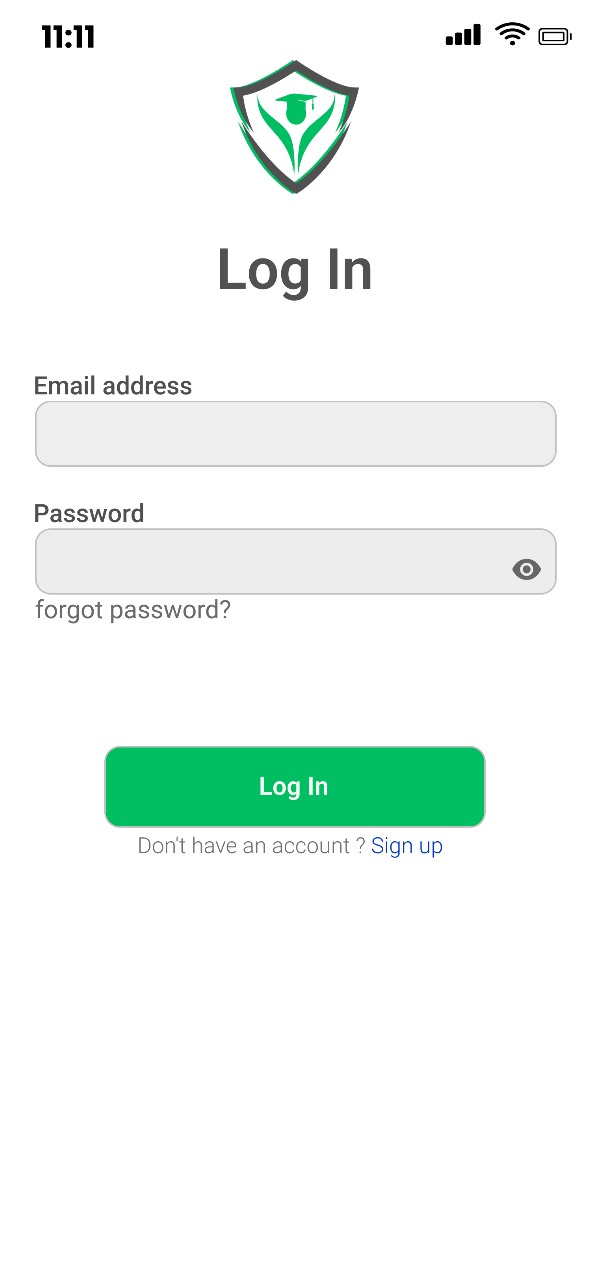 11:11
Log In
Email address
Password
forgot password?
Log In
Don't have an account ? Sign up